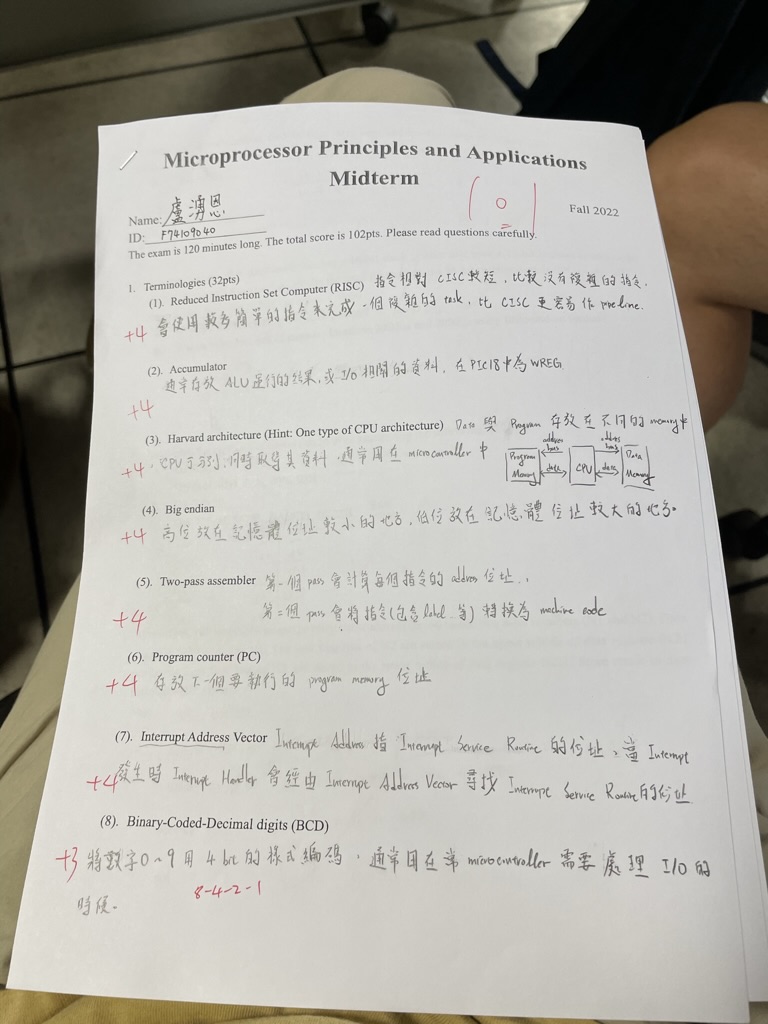 Microprocessor Principles and Applications
Midterm
101
Fall 2022
Name: 盧湧恩
ID: F74109040
The exam is 120 minutes long. The total score is 102pts. Please read questions carefully.
1. Terminologies (32pts)
(1). Reduced Instruction Set Computer (RISC) 指令相對 CISC 較短,比較沒有複雜的指令,
+4 會使用較多簡單的指令來完成一個複雜的 task, 比 CISC 更容易作 pipeline.
(2). Accumulator
通常存放 ALU 運行的結果,或 I/O 相關的資料,在 PIC18 中為 WREG
+4
(3). Harvard architecture (Hint: One type of CPU architecture) Data 與 Program 存放在不同的 memory 中
+4 CPU 可分別,同時取得其資料,通常用在 microcontroller 中
Program Memory address bus data CPU address bus data Data Memory
(4). Big endian
+4 高位放在記憶體位址較小的地方,低位放在記憶體位址較大的地方。
(5). Two-pass assembler 第一個 pass 會計算每個指令的 address 位址,
+4 第二個 pass 會將指令(包含 label 等) 轉換為 machine code
(6). Program counter (PC)
+4 存放下一個要執行的 program memory 位址
(7). Interrupt Address Vector Interrupt Address 指 Interrupt Service Routine 的位址,當 Interrupt
+4 發生時 Interrupt Handler 會經由 Interrupt Address Vector 尋找 Interrupt Service Routine 的位址
(8). Binary-Coded-Decimal digits (BCD)
+3 將數字 0~9 用 4 bit 的樣式編碼,通常用在當 microcontroller 需要處理 I/O 的
8-4-2-1
時候。